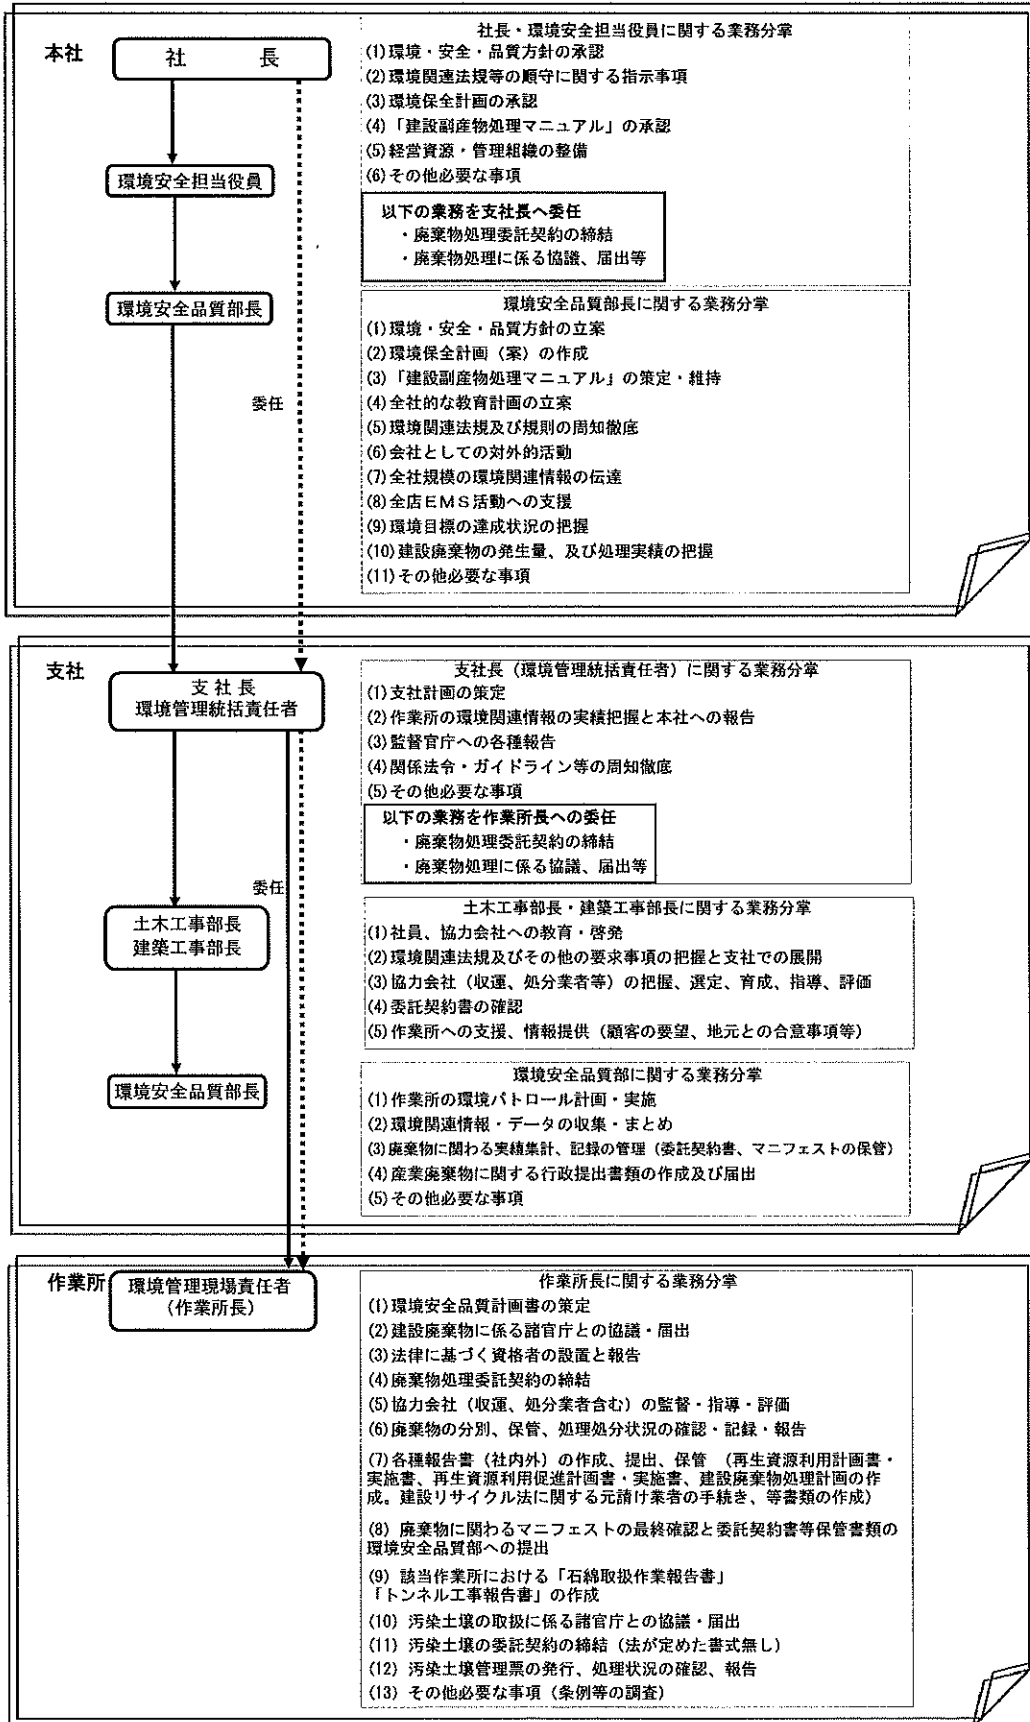 本社
社　　長
環境安全担当役員
環境安全品質部長
委任
社長・環境安全担当役員に関する業務分掌
(1)環境・安全・品質方針の承認
(2)環境関連法規等の順守に関する指示事項
(3)環境保全計画の承認
(4)「建設副産物処理マニュアル」の承認
(5)経営資源・管理組織の整備
(6)その他必要な事項
以下の業務を支社長へ委任
・廃棄物処理委託契約の締結
・廃棄物処理に係る協議、届出等
環境安全品質部長に関する業務分掌
(1)環境・安全・品質方針の立案
(2)環境保全計画（案）の作成
(3)「建設副産物処理マニュアル」の策定・維持
(4)全社的な教育計画の立案
(5)環境関連法規及び規則の周知徹底
(6)会社としての対外的活動
(7)全社規模の環境関連情報の伝達
(8)全店ＥＭＳ活動への支援
(9)環境目標の達成状況の把握
(10)建設廃棄物の発生量、及び処理実績の把握
(11)その他必要な事項
支社
支 社 長
環境管理統括責任者
委任
土木工事部長
建築工事部長
環境安全品質部長
支社長（環境管理統括責任者）に関する業務分掌
(1)支社計画の策定
(2)作業所の環境関連情報の実績把握と本社への報告
(3)監督官庁への各種報告
(4)関係法令・ガイドライン等の周知徹底
(5)その他必要な事項
以下の業務を作業所長への委任
・廃棄物処理委託契約の締結
・廃棄物処理に係る協議、届出等
土木工事部長・建築工事部長に関する業務分掌
(1)社員、協力会社への教育・啓発
(2)環境関連法規及びその他の要求事項の把握と支社での展開
(3)協力会社（収運、処分業者等）の把握、選定、育成、指導、評価
(4)委託契約書の確認
(5)作業所への支援、情報提供（顧客の要望、地元との合意事項等）
環境安全品質部に関する業務分掌
(1)作業所の環境パトロール計画・実施
(2)環境関連情報・データの収集・まとめ
(3)廃棄物に関わる実績集計、記録の管理（委託契約書、マニフェストの保管）
(4)産業廃棄物に関する行政提出書類の作成及び届出
(5)その他必要な事項
作業所
環境管理現場責任者
（作業所長）
作業所長に関する業務分掌
(1)環境安全品質計画書の策定
(2)建設廃棄物に係る諸官庁との協議・届出
(3)法律に基づく資格者の設置と報告
(4)廃棄物処理委託契約の締結
(5)協力会社（収運、処分業者含む）の監督・指導・評価
(6)廃棄物の分別、保管、処理処分状況の確認・記録・報告
(7)各種報告書（社内外）の作成、提出、保管　（再生資源利用計画書・
実施書、再生資源利用促進計画書・実施書、建設廃棄物処理計画の作
成。建設リサイクル法に関する元請け業者の手続き、等書類の作成）
(8) 廃棄物に関わるマニフェストの最終確認と委託契約書等保管書類の
環境安全品質部への提出
(9) 該当作業所における「石綿取扱作業報告書」
「トンネル工事報告書」の作成
(10) 汚染土壌の取扱に係る諸官庁との協議・届出
(11) 汚染土壌の委託契約の締結（法が定めた書式無し）
(12) 汚染土壌管理票の発行、処理状況の確認、報告
(13) その他必要な事項（条例等の調査）